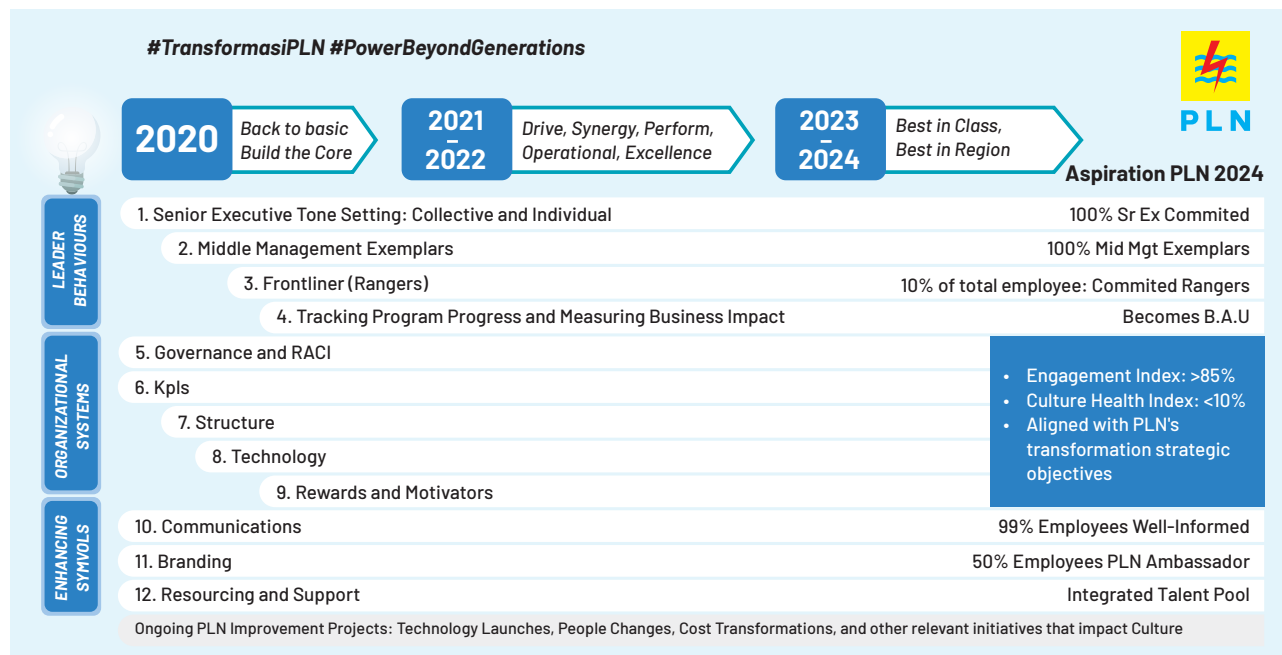 #TransformasiPLN #PowerBeyondGenerations
PLN
2020
Back to basic
Build the Core
2021
–
2022
Drive, Synergy, Perform,
Operational, Excellence
2023
–
2024
Best in Class,
Best in Region
Aspiration PLN 2024
LEADER
BEHAVIOURS
1. Senior Executive Tone Setting: Collective and Individual
100% Sr Ex Commited
2. Middle Management Exemplars
100% Mid Mgt Exemplars
3. Frontliner (Rangers)
10% of total employee: Commited Rangers
4. Tracking Program Progress and Measuring Business Impact
Becomes B.A.U
ORGANIZATIONAL
SYSTEMS
5. Governance and RACI
6. KpIs
7. Structure
8. Technology
9. Rewards and Motivators
• Engagement Index: >85%
• Culture Health Index: <10%
• Aligned with PLN's
transformation strategic
objectives
ENHANCING
SYMVOLS
10. Communications
99% Employees Well-Informed
11. Branding
50% Employees PLN Ambassador
12. Resourcing and Support
Integrated Talent Pool
Ongoing PLN Improvement Projects: Technology Launches, People Changes, Cost Transformations, and other relevant initiatives that impact Culture